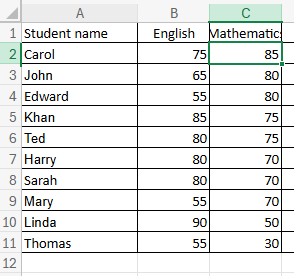 A B C
1 Student name English Mathematics
2 Carol 75 85
3 John 65 80
4 Edward 55 80
5 Khan 85 75
6 Ted 80 75
7 Harry 80 70
8 Sarah 80 70
9 Mary 55 70
10 Linda 90 50
11 Thomas 55 30
12